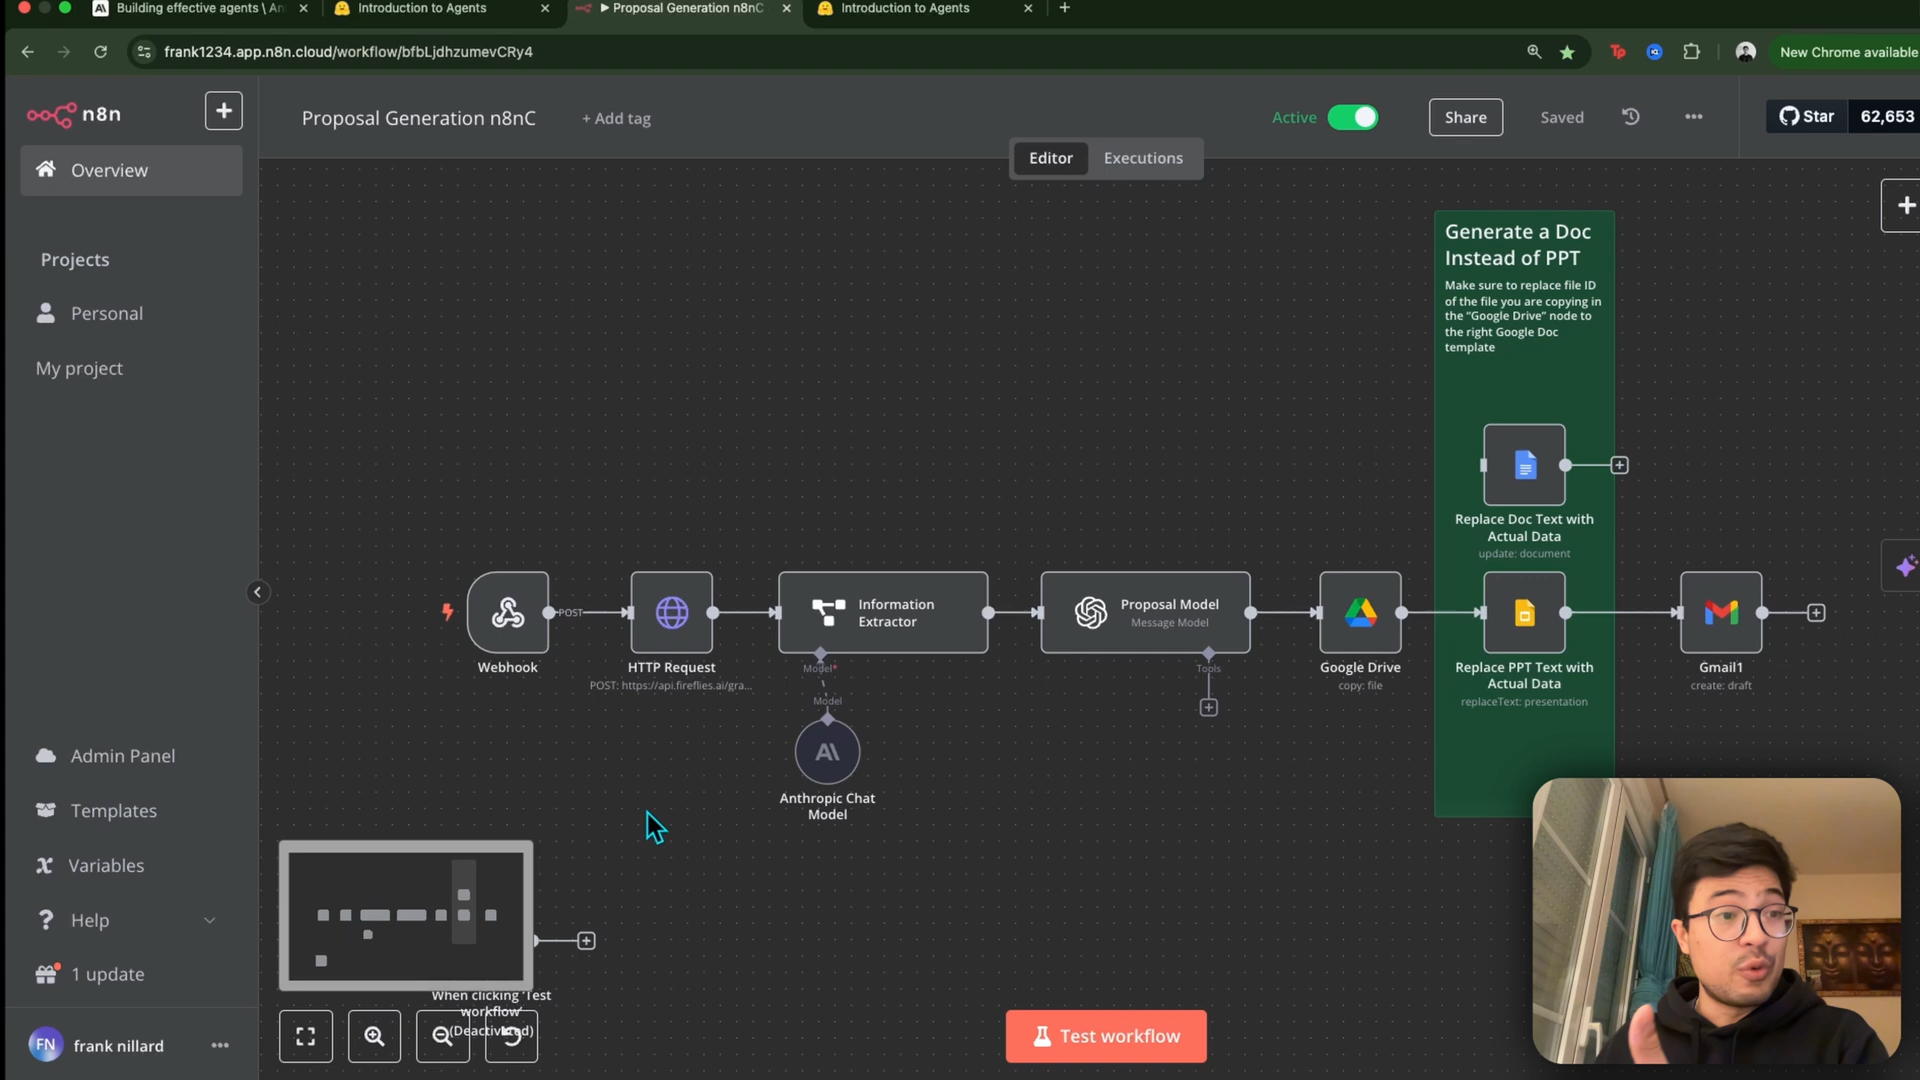 Building effective agents \ An
Introduction to Agents
Proposal Generation n8nC
Introduction to Agents
frank1234.app.n8n.cloud/workflow/bfbLjdhzumevCRy4
New Chrome available
n8n
Proposal Generation n8nC
+ Add tag
Active
Share
Saved
Star
62,653
Editor
Executions
Overview
Projects
Personal
My project
Admin Panel
Templates
Variables
Help
1 update
FN
frank nillard
Generate a Doc
Instead of PPT
Make sure to replace file ID
of the file you are copying in
the "Google Drive" node to
the right Google Doc
template
Replace Doc Text with
Actual Data
update: document
POST
Webhook
HTTP Request
POST: https://api.fireflies.ai/gra...
Information
Extractor
Model*
Model
Anthropic Chat
Model
Proposal Model
Message Model
Tools
Google Drive
copy: file
Replace PPT Text with
Actual Data
replaceText: presentation
Gmail1
create: draft
When clicking 'Test
workflow'
(Deactivated)
Test workflow